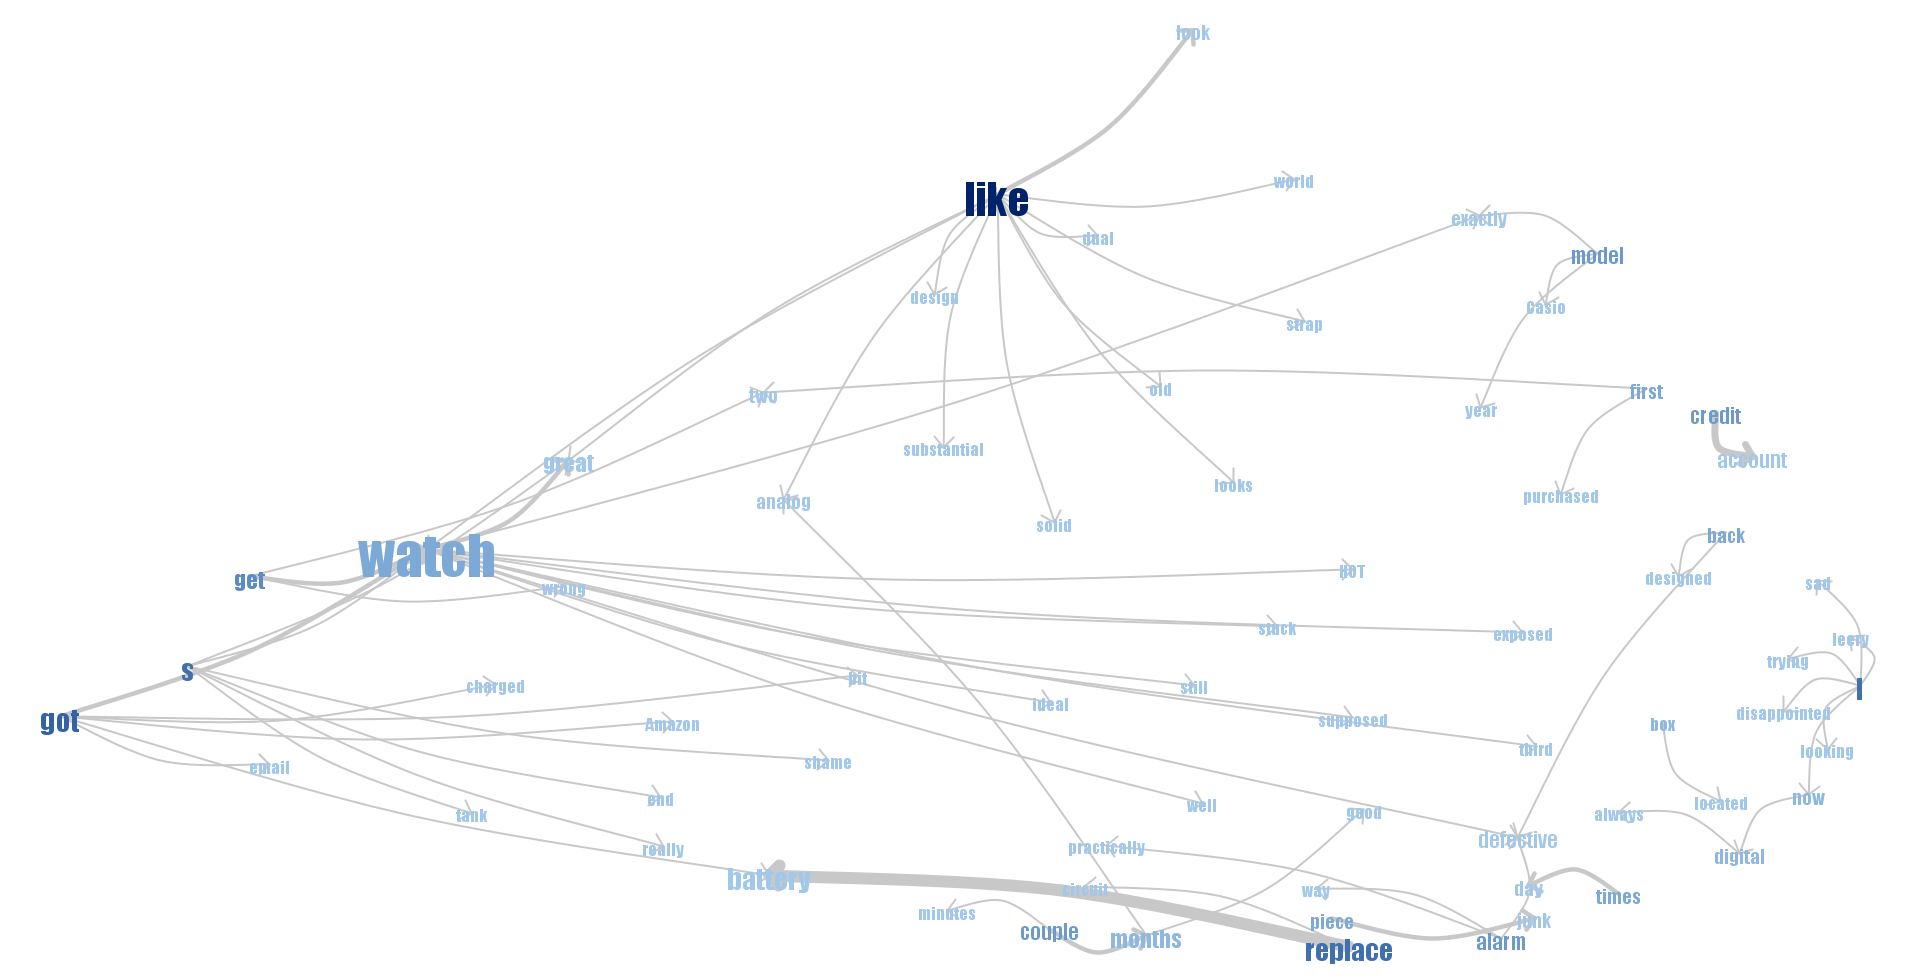 look
world
like
exactly
dual
model
design
Casio
strap
two
old
first
year
credit
substantial
great
account
looks
analog
purchased
solid
back
watch
get
wrong
NOT
designed
sad
stuck
exposed
leery
trying
s
charged
bit
still
I
ideal
got
Amazon
supposed
disappointed
box
third
looking
shame
email
end
tank
well
good
located
now
always
really
practically
defective
digital
battery
circuit
way
day
times
minutes
couple
months
piece
junk
replace
alarm